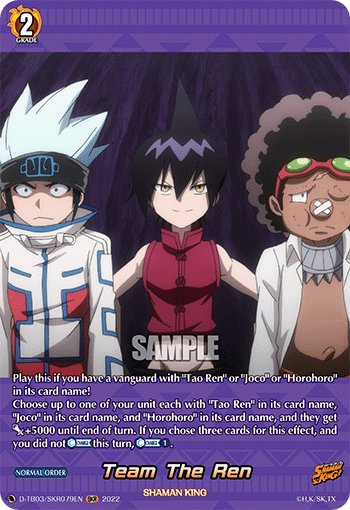 2
GRADE
SAMPLE
Play this if you have a vanguard with "Tao Ren" or "Joco" or "Horohoro"
in its card name!
Choose up to one of your unit each with "Tao Ren" in its card name,
"Joco" in its card name, and "Horohoro" in its card name, and they get
+5000 until end of turn. If you chose three cards for this effect, and
you did not this turn, 1 .
NORMAL ORDER
Team The Ren
SHAMAN KING
D-TB03/SKR079EN 2022
SHAMAN KING
©H,K/SK,TX